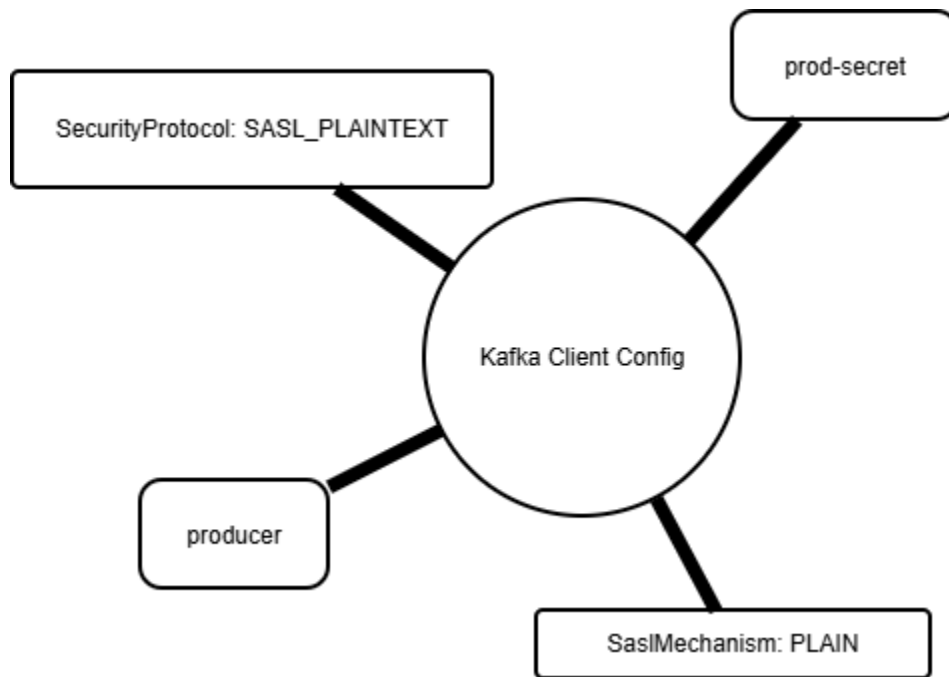 prod-secret
SecurityProtocol: SASL_PLAINTEXT
Kafka Client Config
producer
SaslMechanism: PLAIN